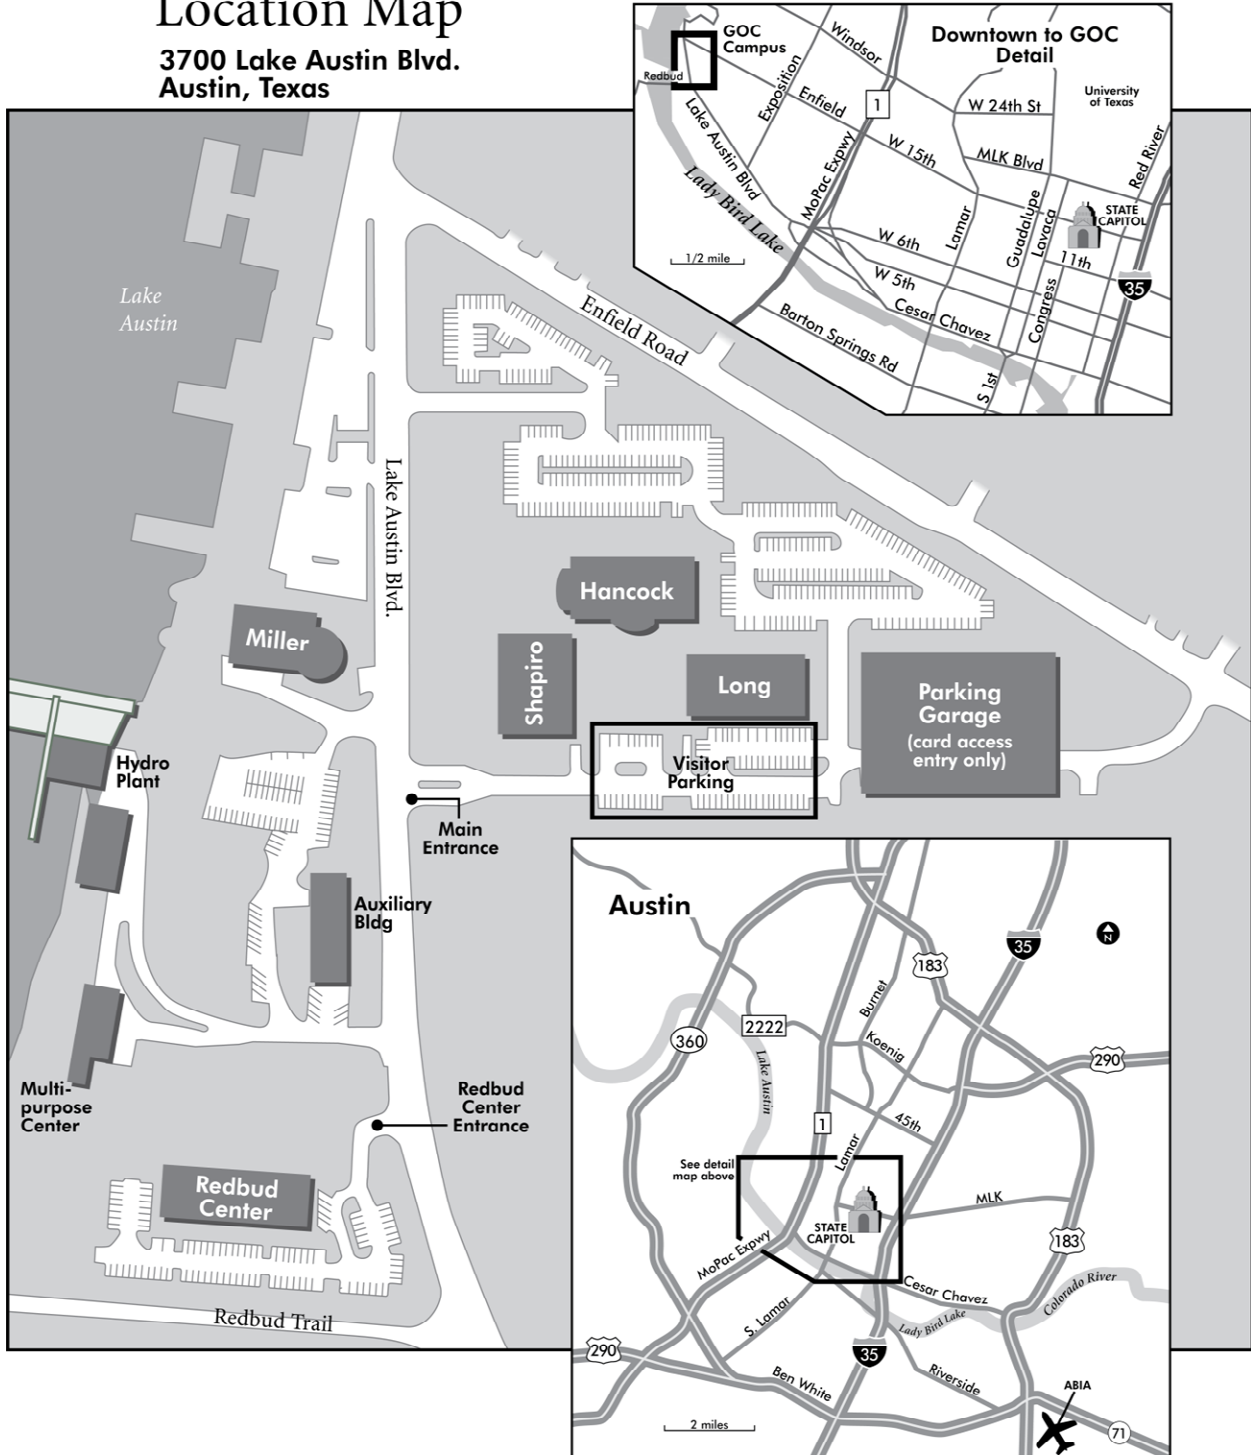 Location Map
3700 Lake Austin Blvd.
Austin, Texas
GOC
Campus
Redbud
Downtown to GOC
Detail
University
of Texas
Windsor
Exposition
Enfield
1
W 24th St
MLK Blvd
Red River
W 15th
Lake Austin Blvd
MoPac Expwy
Lady Bird Lake
Lamar
Guadalupe
Lavaca
STATE
CAPITOL
11th
W 6th
W 5th
35
1/2 mile
Cesar Chavez
Congress
Barton Springs Rd
S 1st
Lake
Austin
Enfield Road
Lake Austin Blvd.
Hancock
Miller
Shapiro
Long
Parking
Garage
(card access
entry only)
Visitor
Parking
Hydro
Plant
Main
Entrance
Auxiliary
Bldg
Multi-
purpose
Center
Redbud
Center
Entrance
Redbud
Center
Redbud Trail
Austin
35
N
183
Burnet
2222
360
Koenig
290
Lake Austin
45th
1
Lamar
See detail
map above
MLK
STATE
CAPITOL
183
MoPac Expwy
Cesar Chavez
Colorado River
S. Lamar
Lady Bird Lake
290
35
Ben White
Riverside
ABIA
2 miles
71